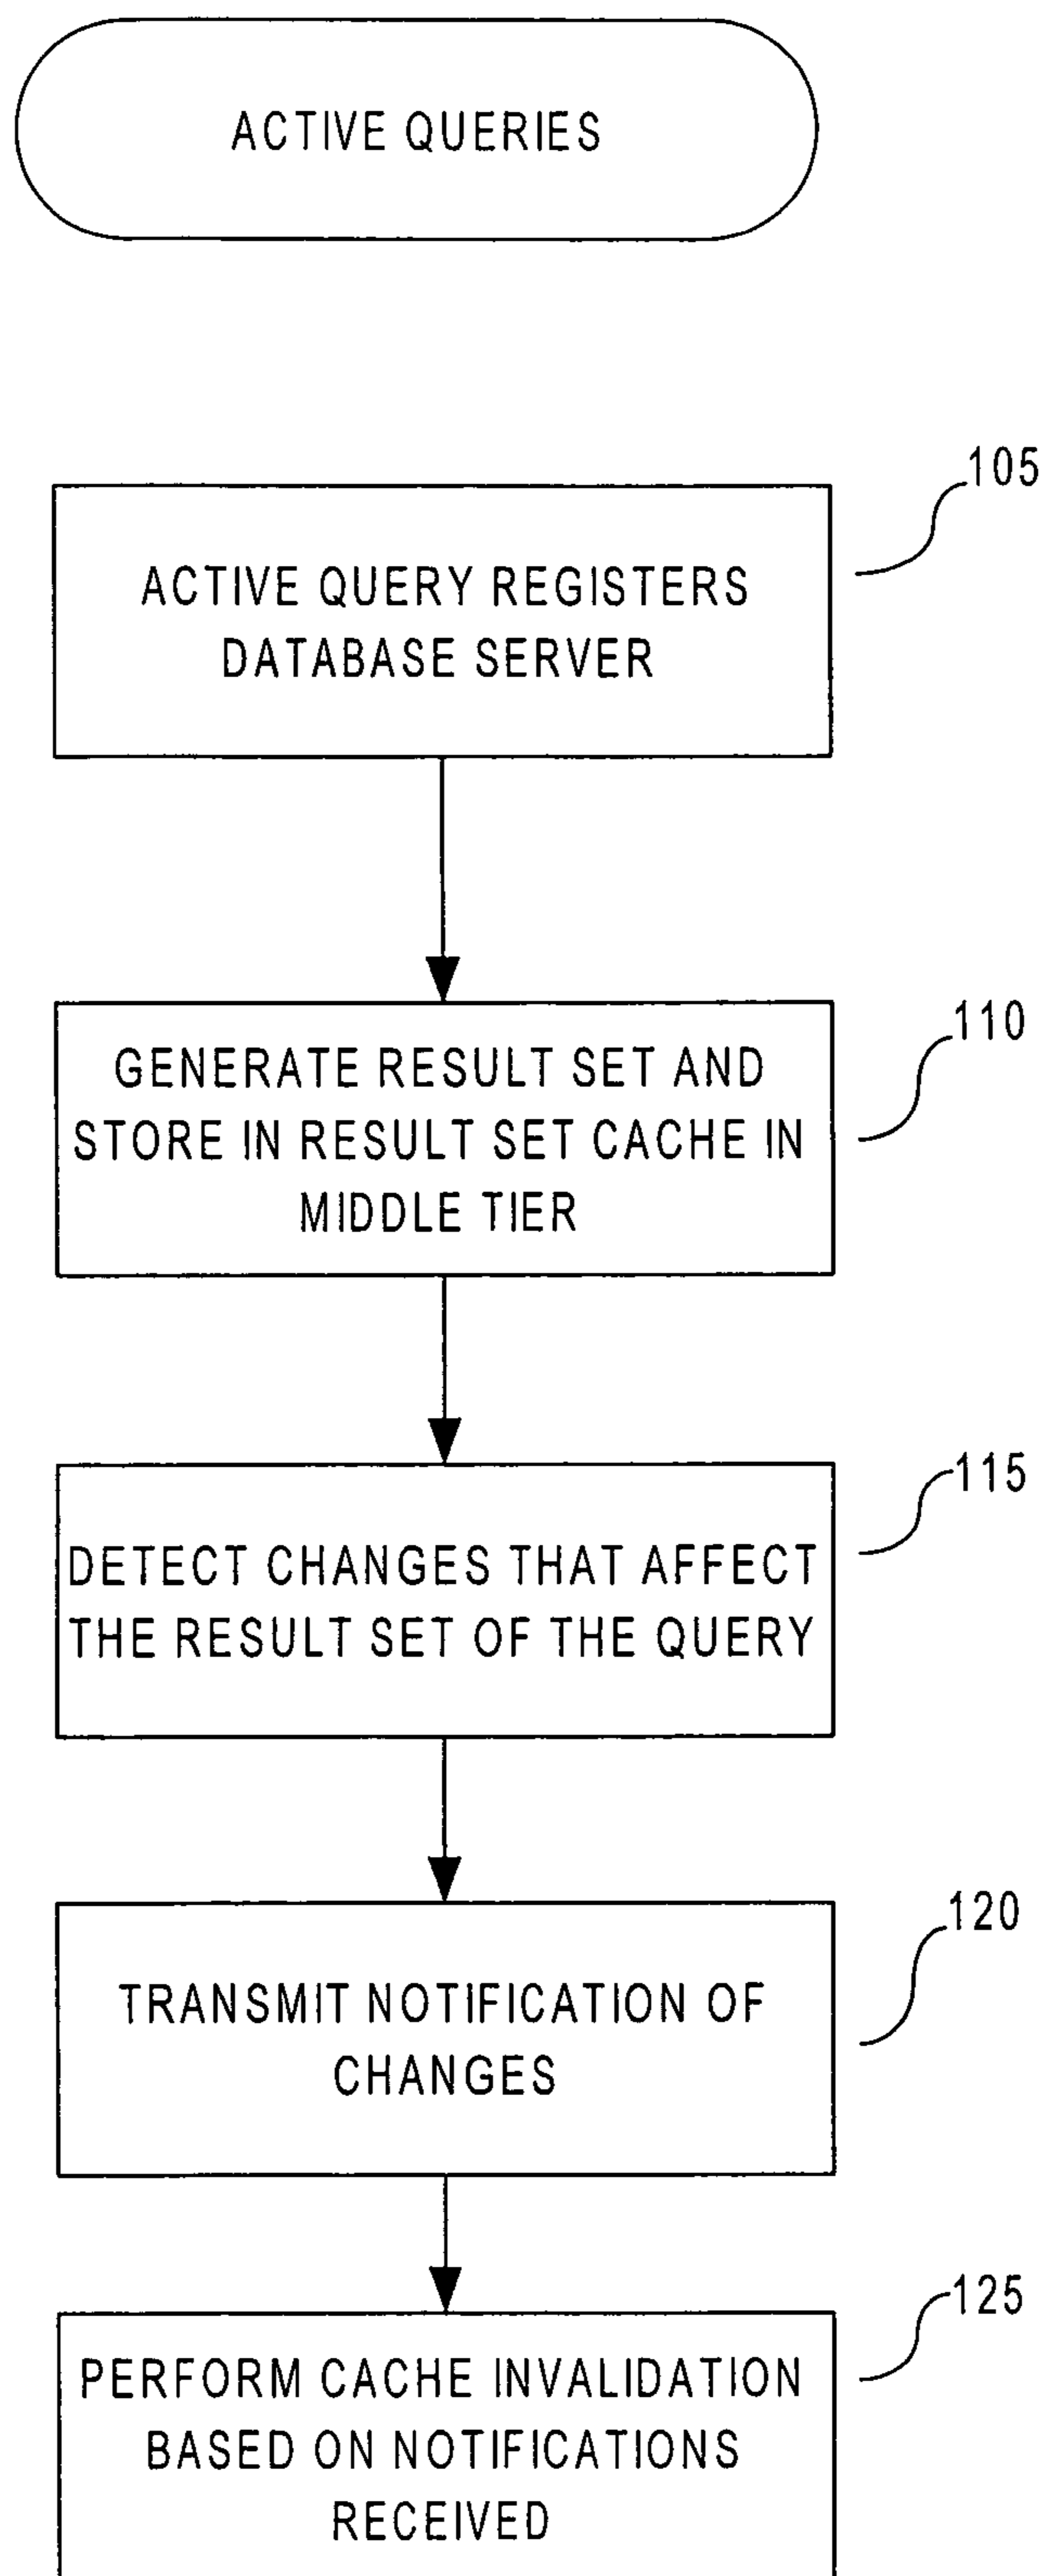 ACTIVE QUERIES
105
ACTIVE QUERY REGISTERS
DATABASE SERVER
110
GENERATE RESULT SET AND
STORE IN RESULT SET CACHE IN
MIDDLE TIER
115
DETECT CHANGES THAT AFFECT
THE RESULT SET OF THE QUERY
120
TRANSMIT NOTIFICATION OF
CHANGES
125
PERFORM CACHE INVALIDATION
BASED ON NOTIFICATIONS
RECEIVED